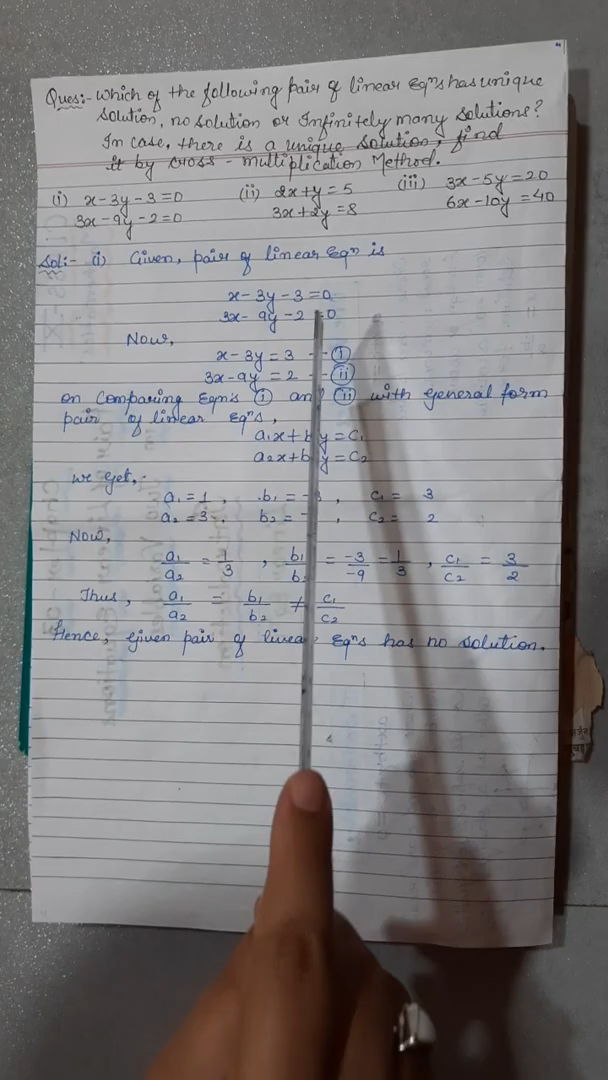 Ques:- Which of the following pair of linear Eqⁿs has unique
solution, no solution or Infinitely many solutions?
In case, there is a unique solution, find
it by cross-multiplication Method.
(i) x-3y-3=0 (ii) 2x+y=5 (iii) 3x-5y=20
3x-9y-2=0 3x+2y=8 6x-10y=40
Sol:- (i) Given, pair of linear Eqⁿ is
x-3y-3=0
3x-9y-2=0
Now,
x-3y=3 - (i)
3x-9y=2 - (ii)
on comparing Eqn's (i) and (ii) with general form
pair of linear Eqⁿs,
a₁x+b y=C₁
a₂x+b y=C₂
we get,-
a₁=1, b₁=-3, c₁= 3
a₂=3, b₂=- , c₂= 2
Now,
a₁/a₂ = 1/3, b₁/b₂ = -3/-9 = 1/3, c₁/c₂ = 3/2
Thus, a₁/a₂ = b₁/b₂ ≠ c₁/c₂
Hence, given pair of linear Eqⁿs has no solution.